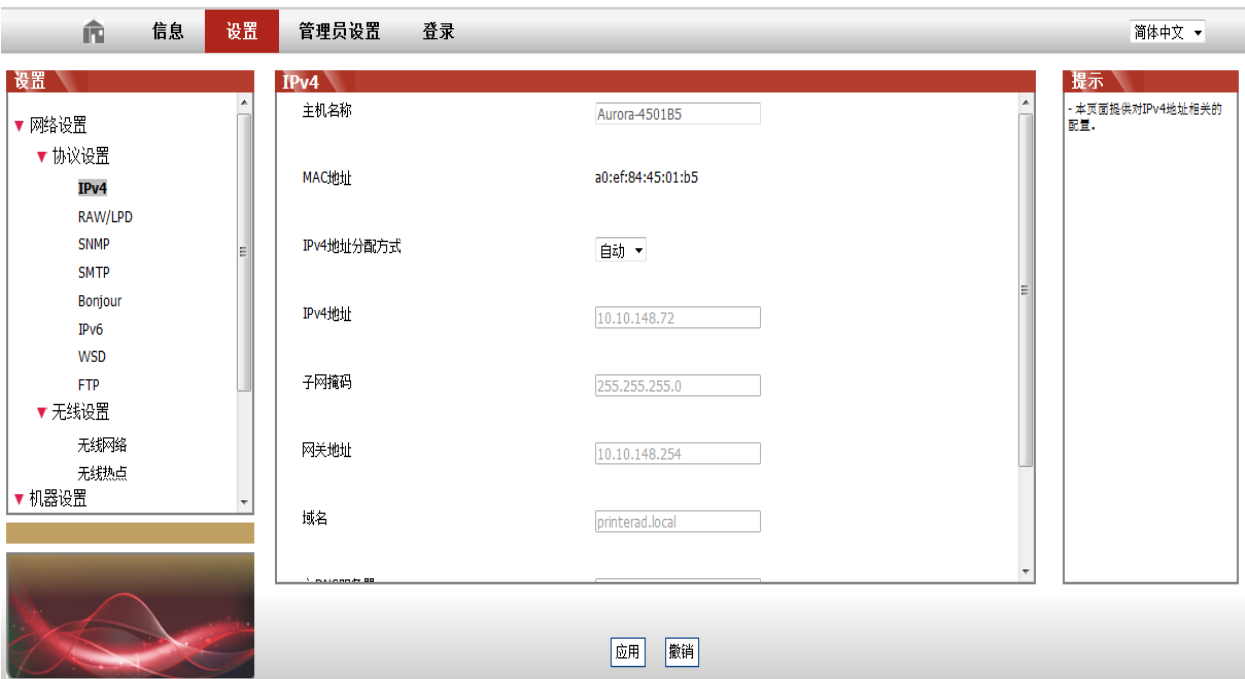 信息 设置 管理员设置 登录 简体中文
设置
网络设置
协议设置
IPv4
RAW/LPD
SNMP
SMTP
Bonjour
IPv6
WSD
FTP
无线设置
无线网络
无线热点
机器设置
IPv4
主机名称 Aurora-4501B5
MAC地址 a0:ef:84:45:01:b5
IPv4地址分配方式 自动
IPv4地址 10.10.148.72
子网掩码 255.255.255.0
网关地址 10.10.148.254
域名 printerad.local
应用 撤销
提示
- 本页面提供对IPv4地址相关的
配置。